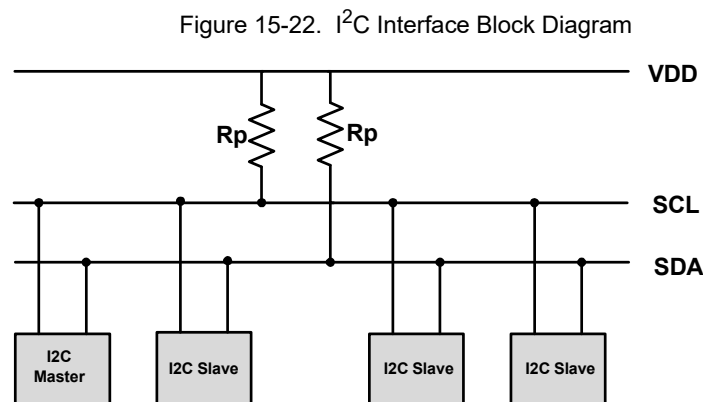 Figure 15-22. I²C Interface Block Diagram
VDD
Rp Rp
SCL
SDA
I2C
Master
I2C Slave
I2C Slave
I2C Slave